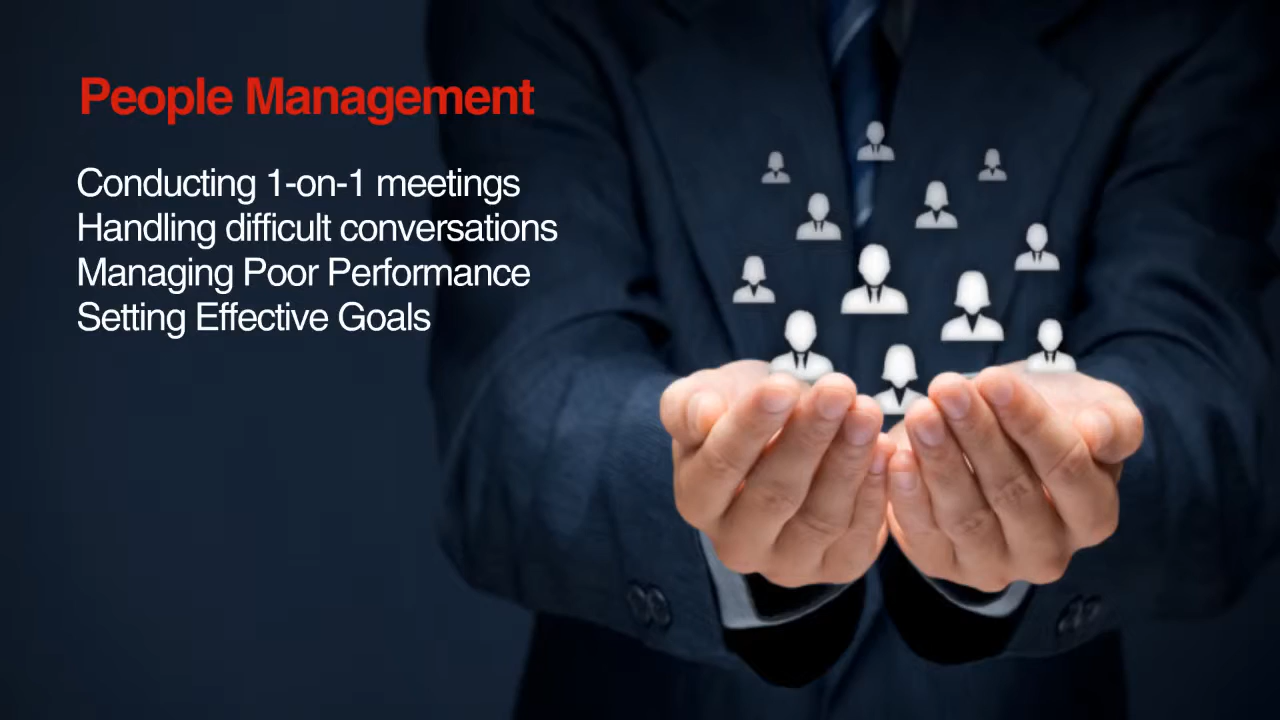 People Management
Conducting 1-on-1 meetings
Handling difficult conversations
Managing Poor Performance
Setting Effective Goals